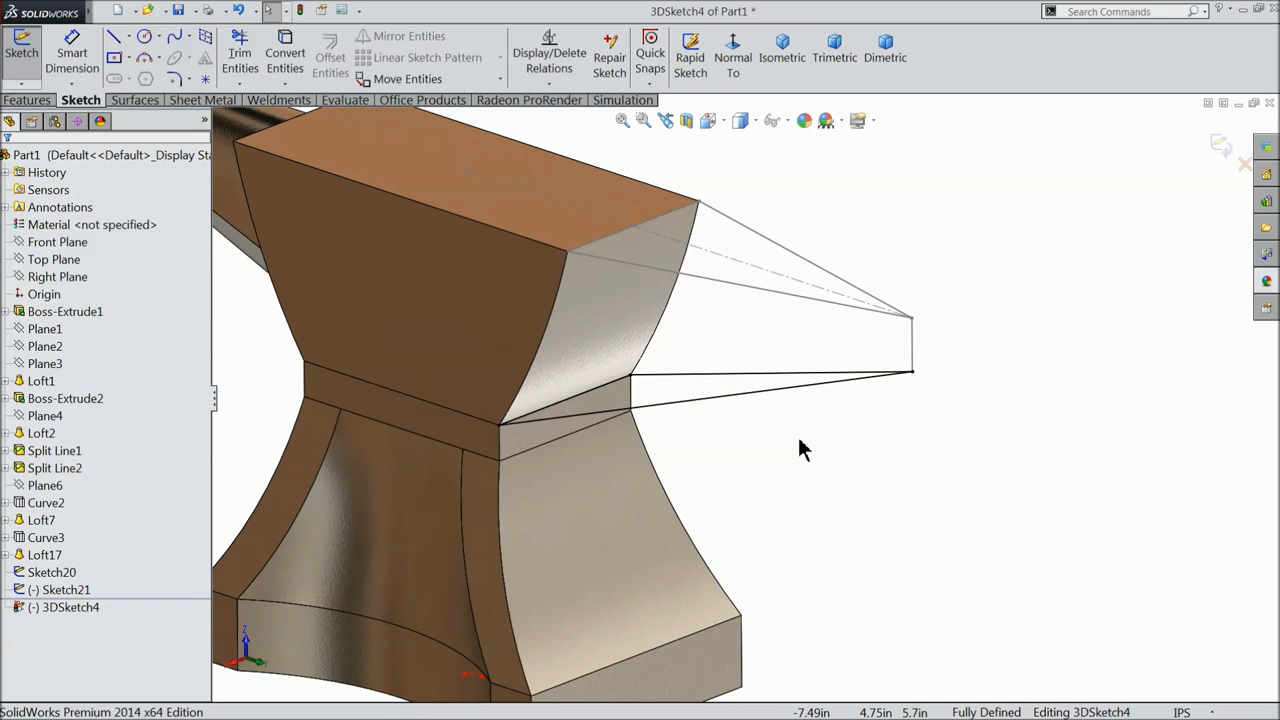 SOLIDWORKS
3DSketch4 of Part1 *
Search Commands
Sketch
Smart Dimension
Trim Entities
Convert Entities
Offset Entities
Mirror Entities
Linear Sketch Pattern
Move Entities
Display/Delete Relations
Repair Sketch
Quick Snaps
Rapid Sketch
Normal To
Isometric
Trimetric
Dimetric
Features
Sketch
Surfaces
Sheet Metal
Weldments
Evaluate
Office Products
Radeon ProRender
Simulation
Part1 (Default<<Default>_Display Sta
History
Sensors
Annotations
Material <not specified>
Front Plane
Top Plane
Right Plane
Origin
Boss-Extrude1
Plane1
Plane2
Plane3
Loft1
Boss-Extrude2
Plane4
Loft2
Split Line1
Split Line2
Plane6
Curve2
Loft7
Curve3
Loft17
Sketch20
(-) Sketch21
(-) 3DSketch4
Z
SolidWorks Premium 2014 x64 Edition
-7.49in 4.75in 5.7in Fully Defined Editing 3DSketch4 IPS